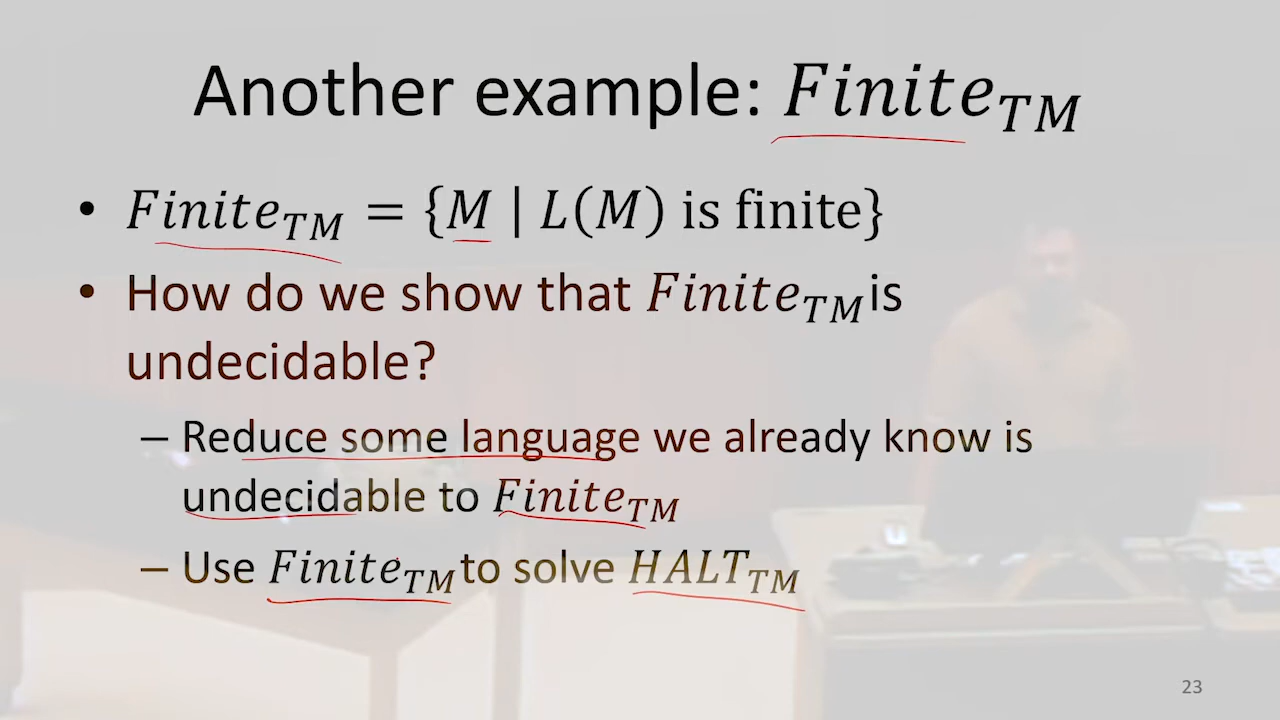 Another example: Finite_TM
• Finite_TM = {M | L(M) is finite}
• How do we show that Finite_TM is
undecidable?
– Reduce some language we already know is
undecidable to Finite_TM
– Use Finite_TM to solve HALT_TM
23